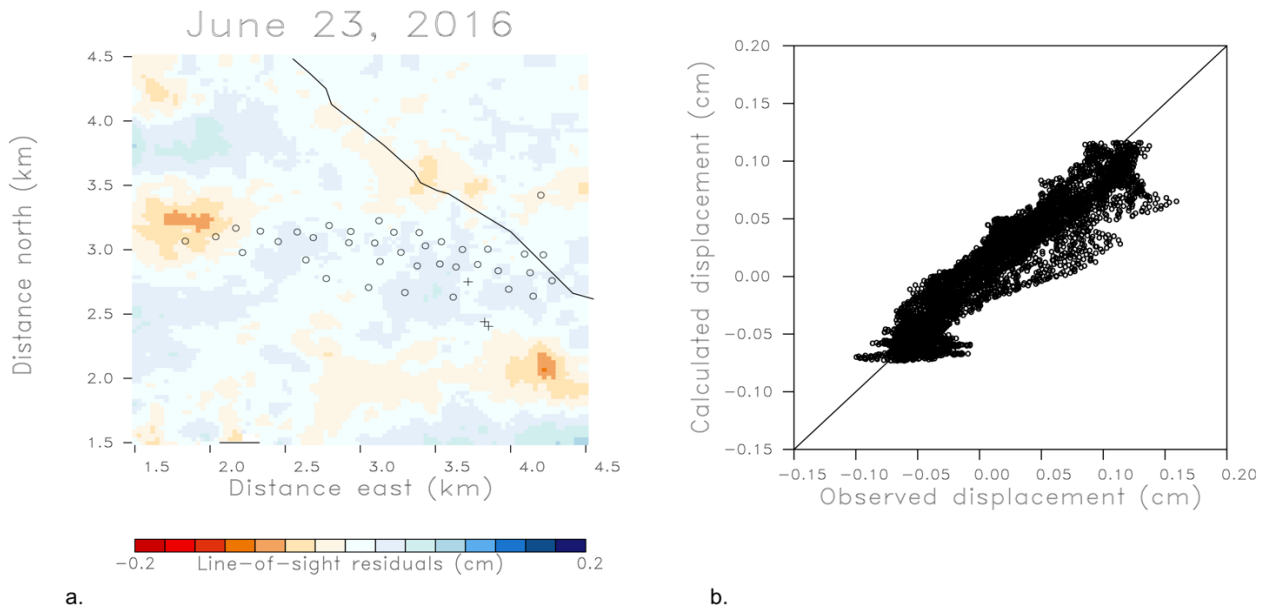 June 23, 2016
Distance north (km)
4.5
4.0
3.5
3.0
2.5
2.0
1.5
1.5 2.0 2.5 3.0 3.5 4.0 4.5
Distance east (km)
-0.2 Line-of-sight residuals (cm) 0.2
a.
Calculated displacement (cm)
0.20
0.15
0.10
0.05
0.00
-0.05
-0.10
-0.15
-0.15 -0.10 -0.05 0.00 0.05 0.10 0.15 0.20
Observed displacement (cm)
b.